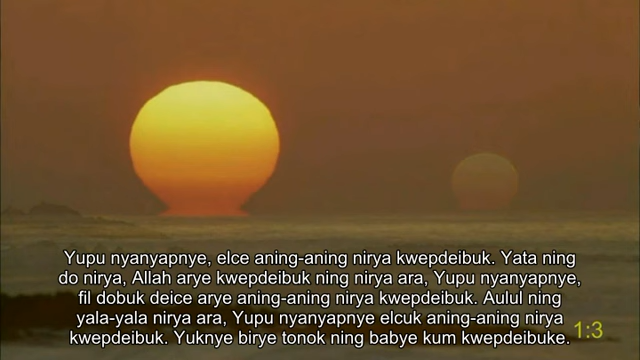 Yupu nyanyapnye, elce aning-aning nirya kwepdeibuk. Yata ning
do nirya, Allah arye kwepdeibuk ning nirya ara, Yupu nyanyapnye,
fil dobuk deice arye aning-aning nirya kwepdeibuk. Aulul ning
yala-yala nirya ara, Yupu nyanyapnye elcuk aning-aning nirya
kwepdeibuk. Yuknye birye tonok ning babye kum kwepdeibuke.
1:3